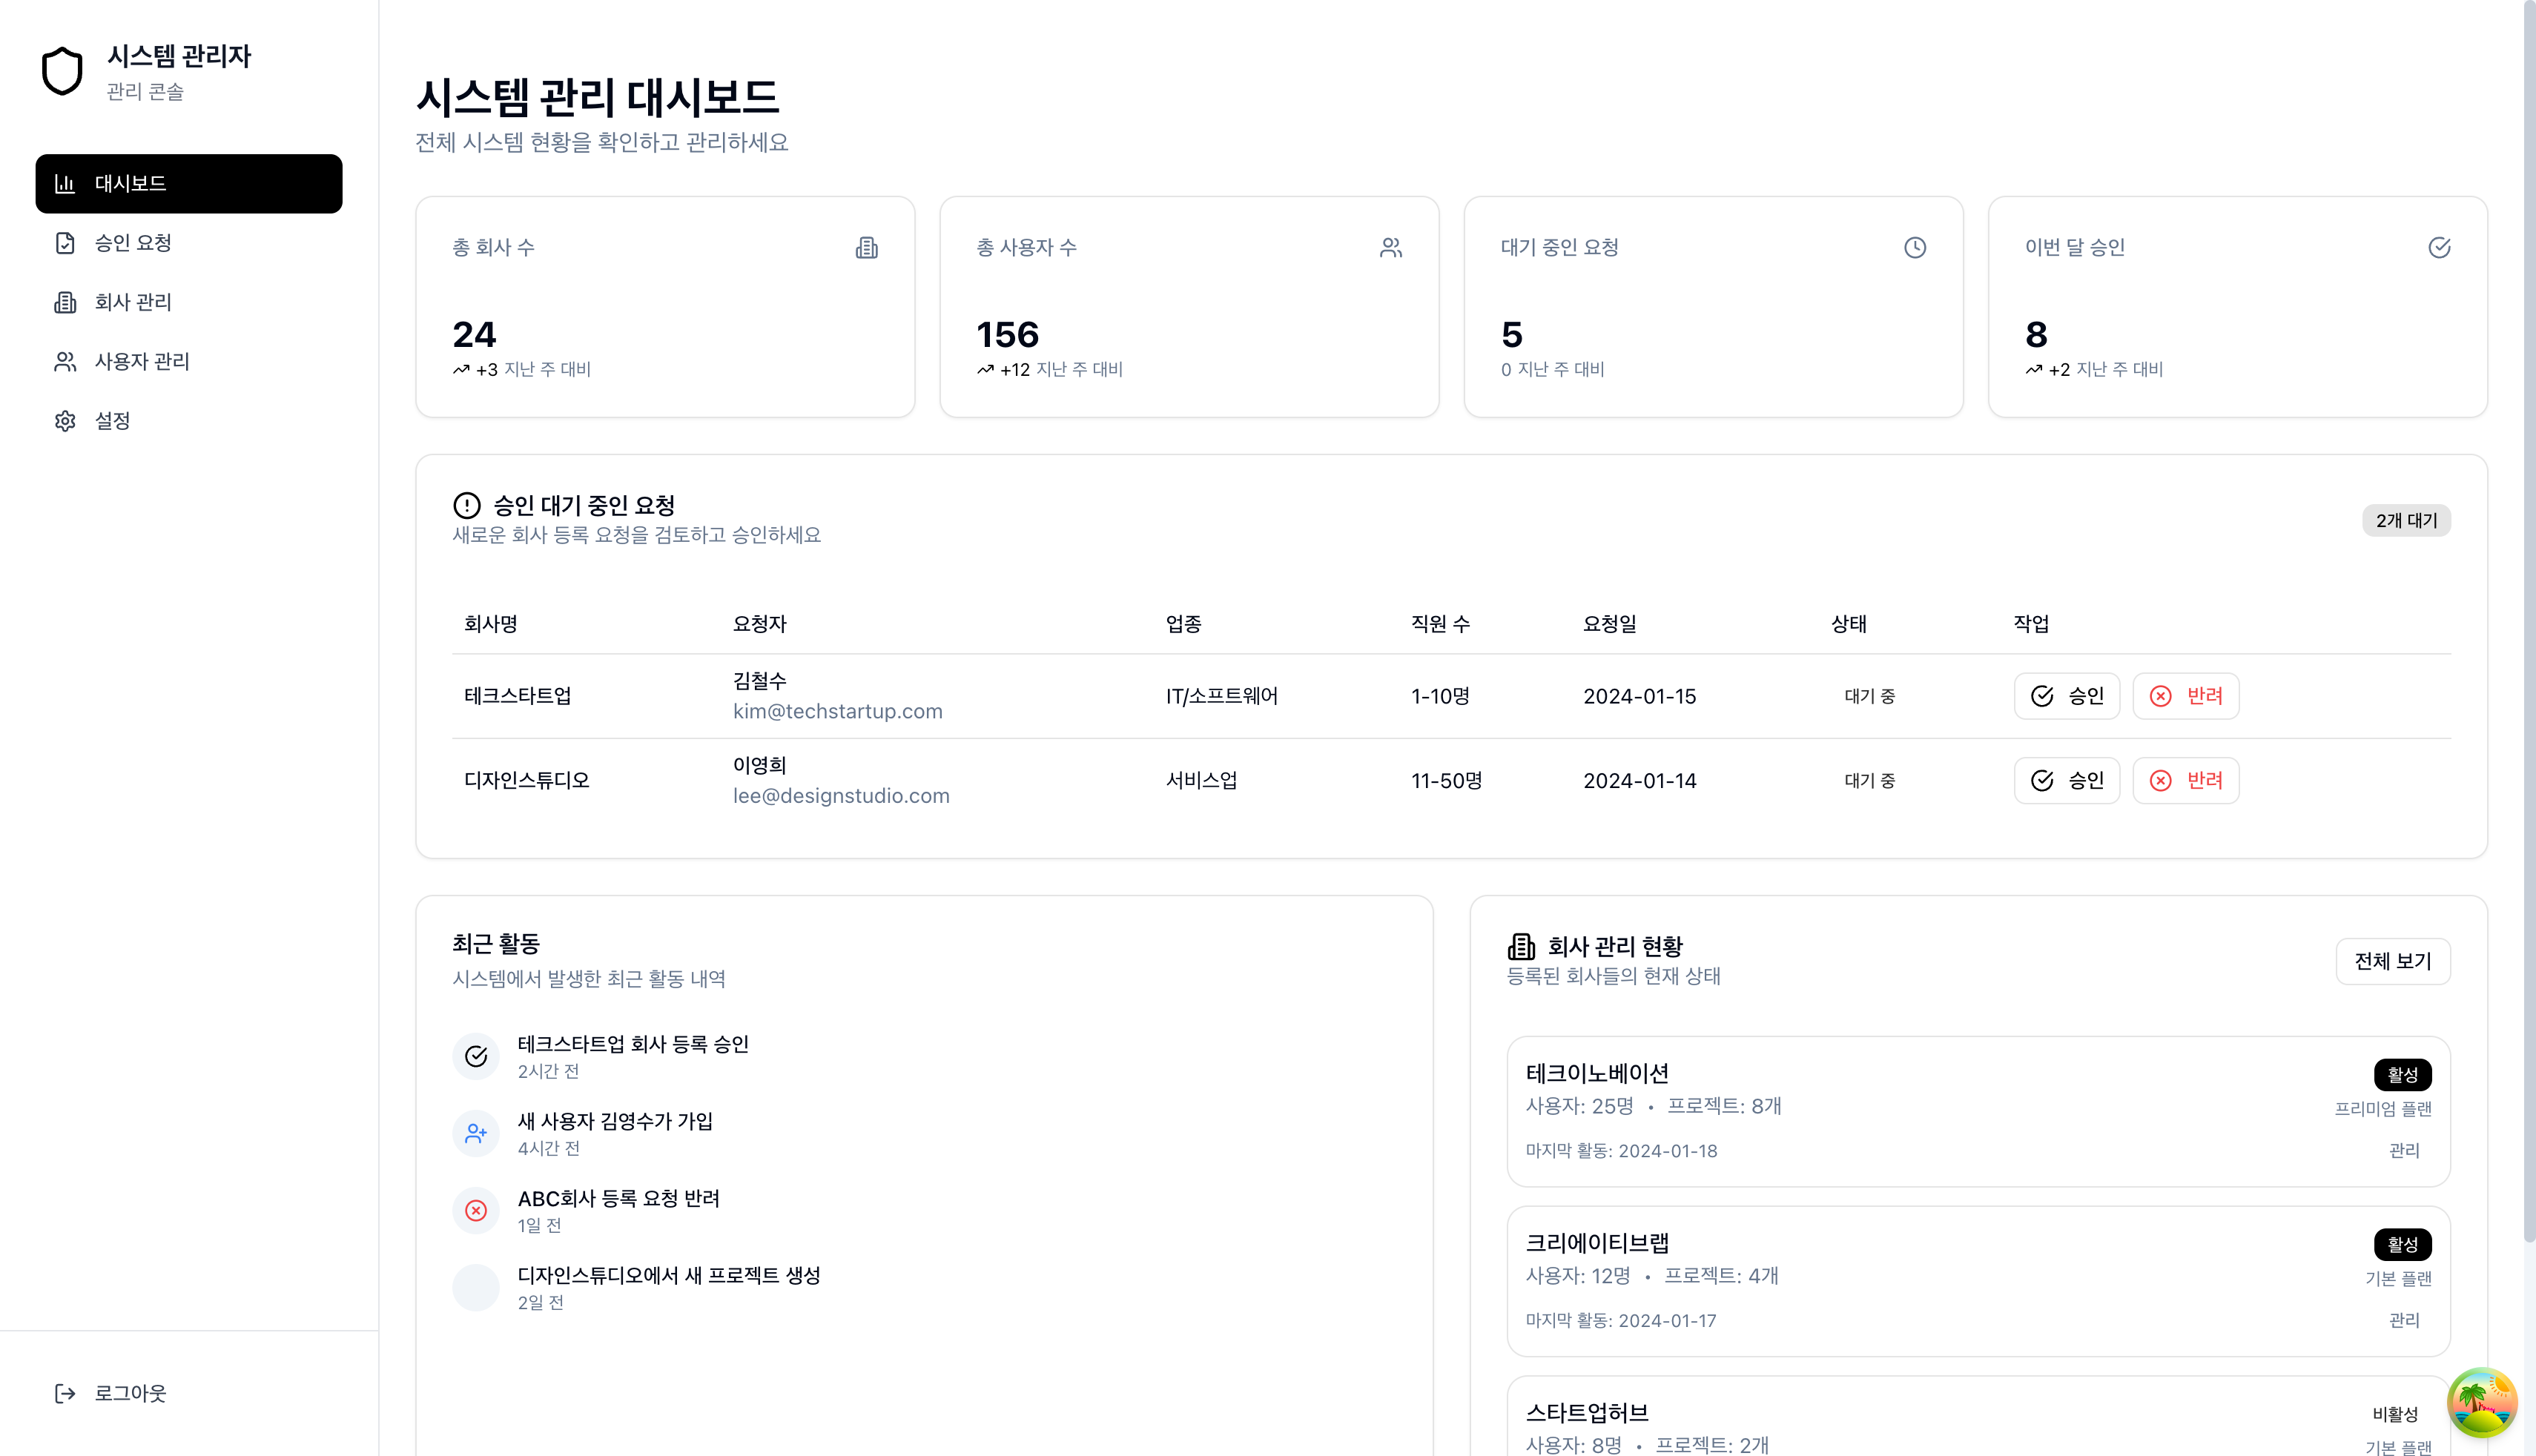 시스템 관리자
관리 콘솔
대시보드
승인 요청
회사 관리
사용자 관리
설정
로그아웃
시스템 관리 대시보드
전체 시스템 현황을 확인하고 관리하세요
총 회사 수
24
+3 지난 주 대비
총 사용자 수
156
+12 지난 주 대비
대기 중인 요청
5
0 지난 주 대비
이번 달 승인
8
+2 지난 주 대비
승인 대기 중인 요청
새로운 회사 등록 요청을 검토하고 승인하세요
2개 대기
회사명 요청자 업종 직원 수 요청일 상태 작업
테크스타트업 김철수 IT/소프트웨어 1-10명 2024-01-15 대기 중 승인 반려
kim@techstartup.com
디자인스튜디오 이영희 서비스업 11-50명 2024-01-14 대기 중 승인 반려
lee@designstudio.com
최근 활동
시스템에서 발생한 최근 활동 내역
테크스타트업 회사 등록 승인
2시간 전
새 사용자 김영수가 가입
4시간 전
ABC회사 등록 요청 반려
1일 전
디자인스튜디오에서 새 프로젝트 생성
2일 전
회사 관리 현황
등록된 회사들의 현재 상태
전체 보기
테크이노베이션 활성
사용자: 25명 • 프로젝트: 8개 프리미엄 플랜
마지막 활동: 2024-01-18 관리
크리에이티브랩 활성
사용자: 12명 • 프로젝트: 4개 기본 플랜
마지막 활동: 2024-01-17 관리
스타트업허브 비활성
사용자: 8명 • 프로젝트: 2개 기본 플랜